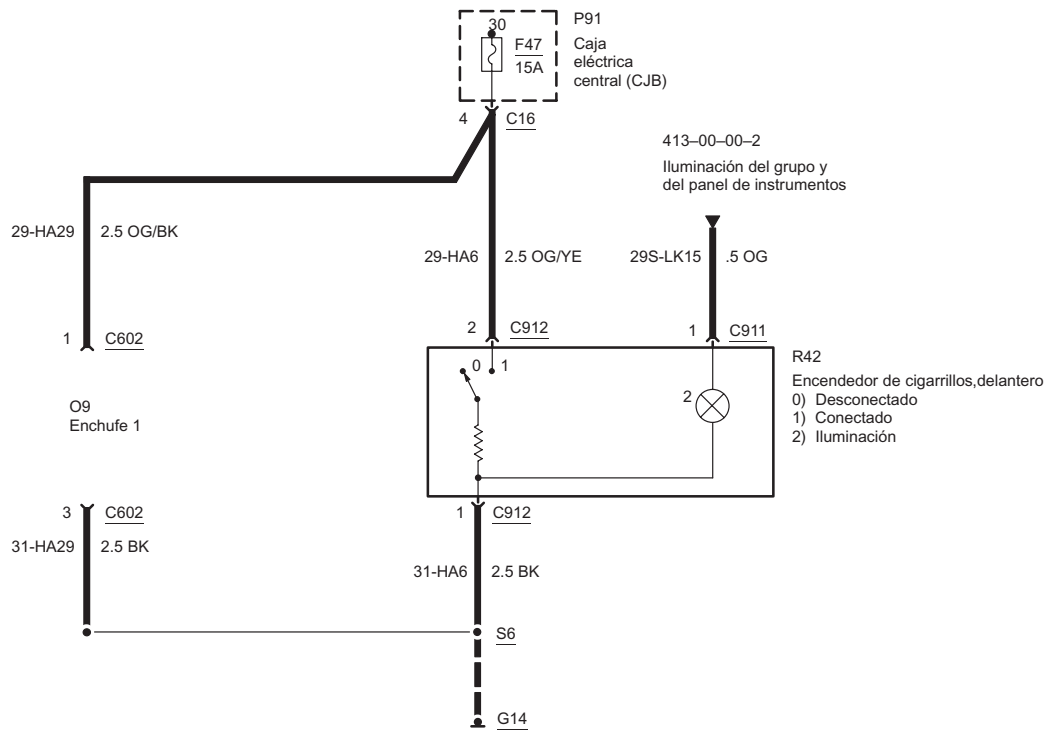 30
F47
15A
P91
Caja
eléctrica
central (CJB)
4
C16
413–00–00–2
Iluminación del grupo y
del panel de instrumentos
29-HA29
2.5 OG/BK
29-HA6
2.5 OG/YE
29S-LK15
.5 OG
1
C602
2
C912
1
C911
0
1
2
R42
Encendedor de cigarrillos,delantero
0) Desconectado
1) Conectado
2) Iluminación
O9
Enchufe 1
3
C602
1
C912
31-HA29
2.5 BK
31-HA6
2.5 BK
S6
G14